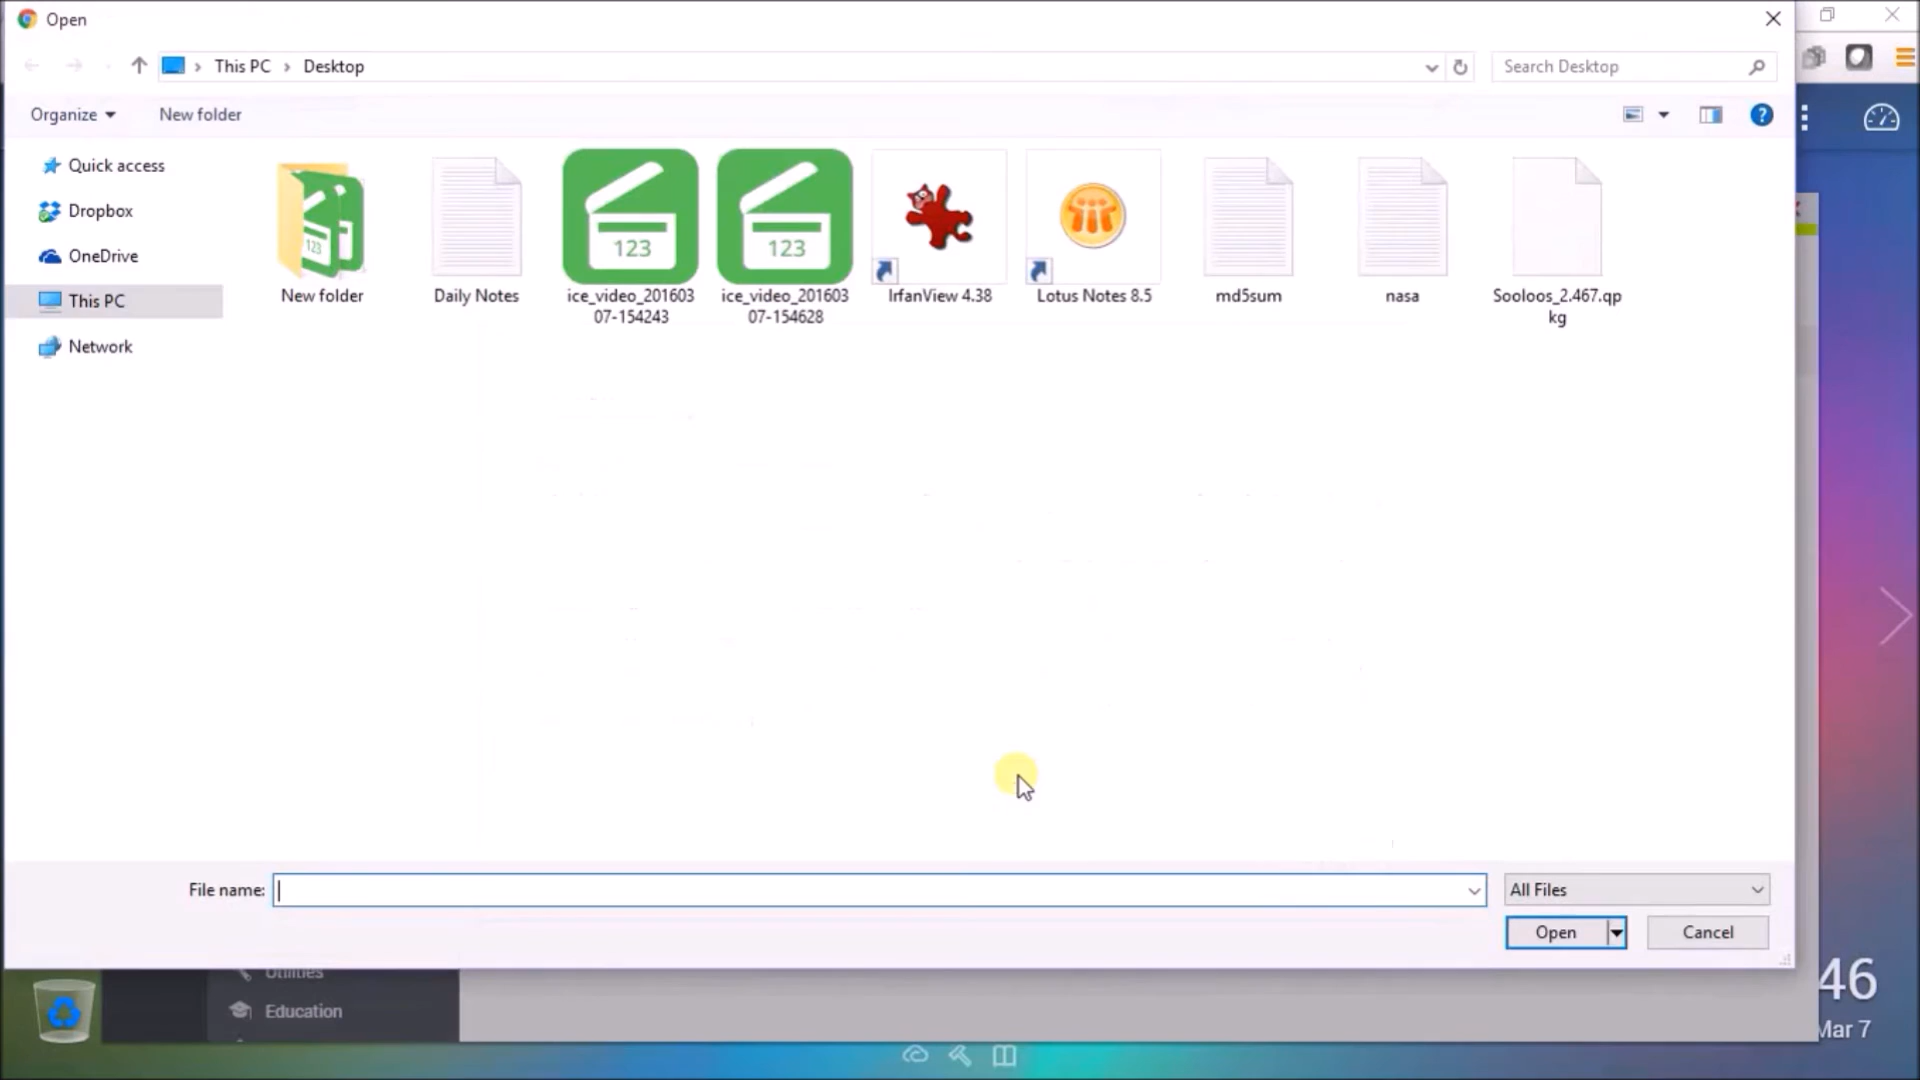 Open
This PC
Desktop
Search Desktop
Organize
New folder
?
Quick access
Dropbox
OneDrive
This PC
Network
123
123
123
New folder
Daily Notes
ice_video_201603
07-154243
ice_video_201603
07-154628
IrfanView 4.38
Lotus Notes 8.5
md5sum
nasa
Sooloos_2.467.qp
kg
File name:
All Files
Open
Cancel
Utilities
Education
46
Mar 7